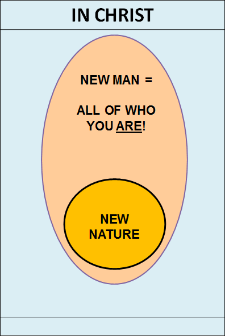 IN CHRIST
NEW MAN =
ALL OF WHO
YOU ARE!
NEW
NATURE